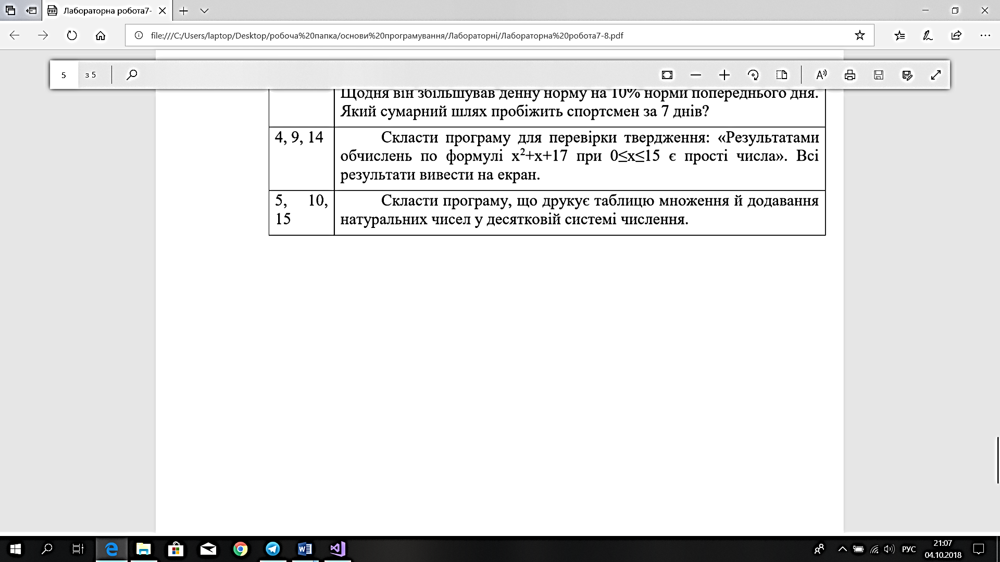 Лабораторна робота7-
file:///C:/Users/laptop/Desktop/робоча%20папка/основи%20програмування/Лабораторні/Лабораторна%20робота7-8.pdf
5 з 5
Щодня він збільшував денну норму на 10% норми попереднього дня.
Який сумарний шлях пробіжить спортсмен за 7 днів?
4, 9, 14
Скласти програму для перевірки твердження: «Результатами
обчислень по формулі x²+x+17 при 0≤x≤15 є прості числа». Всі
результати вивести на екран.
5, 10,
15
Скласти програму, що друкує таблицю множення й додавання
натуральних чисел у десятковій системі числення.
РУС
21:07
04.10.2018